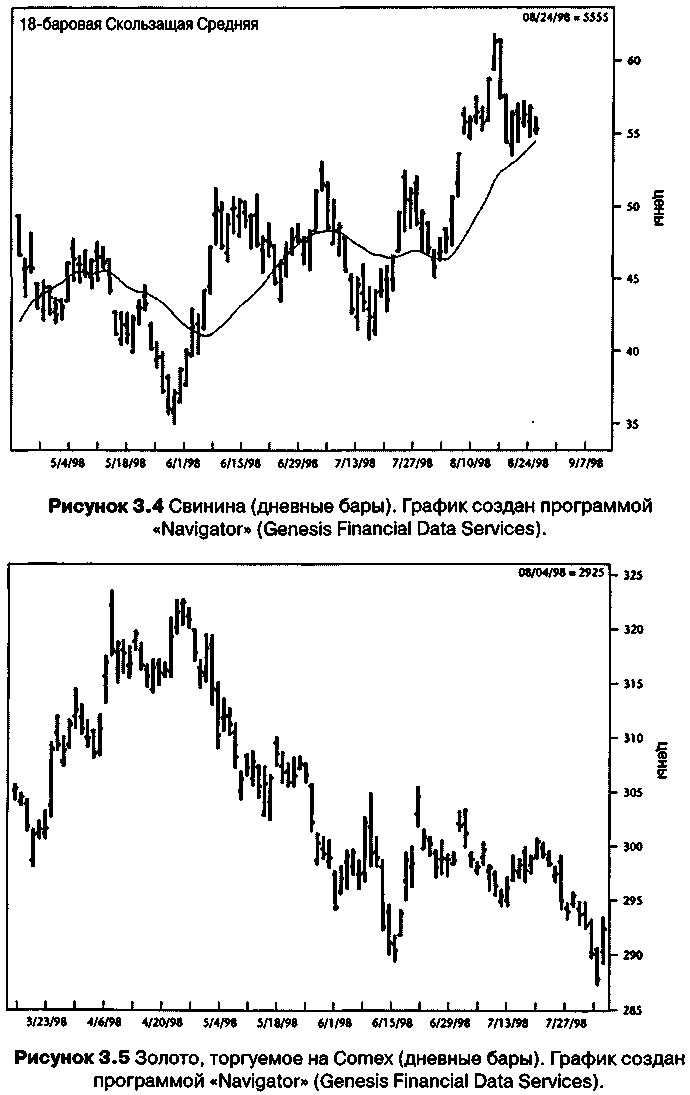 18-баровая Скользащая Средняя
08/24/98 = 5555
60
55
50
45
40
35
Цены
5/4/98 5/18/98 6/1/98 6/15/98 6/29/98 7/13/98 7/27/98 8/10/98 8/24/98 9/7/98
Рисунок 3.4 Свинина (дневные бары). График создан программой
«Navigator» (Genesis Financial Data Services).
08/04/98 = 2925
325
320
315
310
305
300
295
290
285
Цены
3/23/98 4/6/98 4/20/98 5/4/98 5/18/98 6/1/98 6/15/98 6/29/98 7/13/98 7/27/98
Рисунок 3.5 Золото, торгуемое на Comex (дневные бары). График создан
программой «Navigator» (Genesis Financial Data Services).